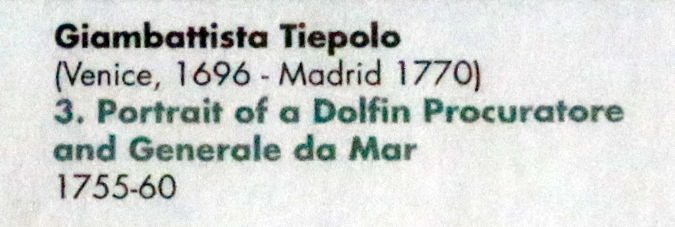 Giambattista Tiepolo
(Venice, 1696 - Madrid 1770)
3. Portrait of a Dolfin Procuratore
and Generale da Mar
1755-60